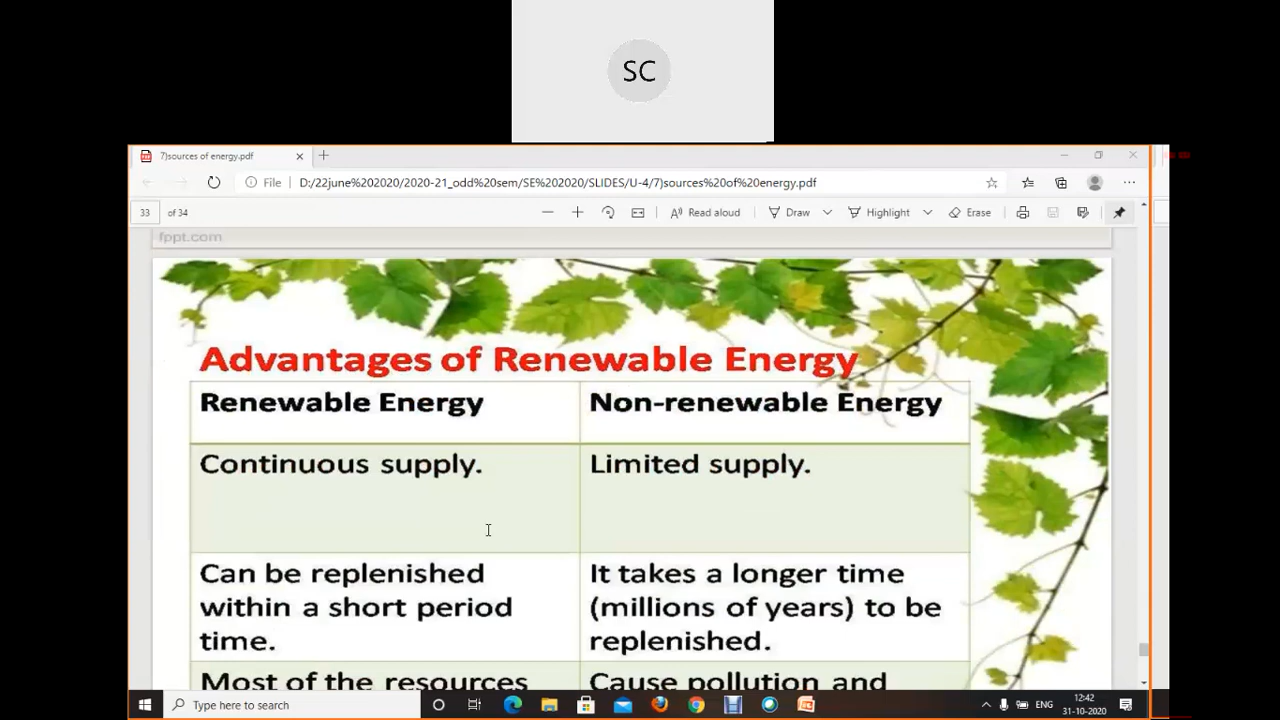 SC
7)sources of energy.pdf
File D:/22june%202020/2020-21_odd%20sem/SE%202020/SLIDES/U-4/7)sources%20of%20energy.pdf
33 of 34 Read aloud Draw Highlight Erase
fppt.com
Advantages of Renewable Energy
Renewable Energy Non-renewable Energy
Continuous supply. Limited supply.
Can be replenished
within a short period
time.
It takes a longer time
(millions of years) to be
replenished.
Most of the resources Cause pollution and
Type here to search
ENG
12:42
31-10-2020